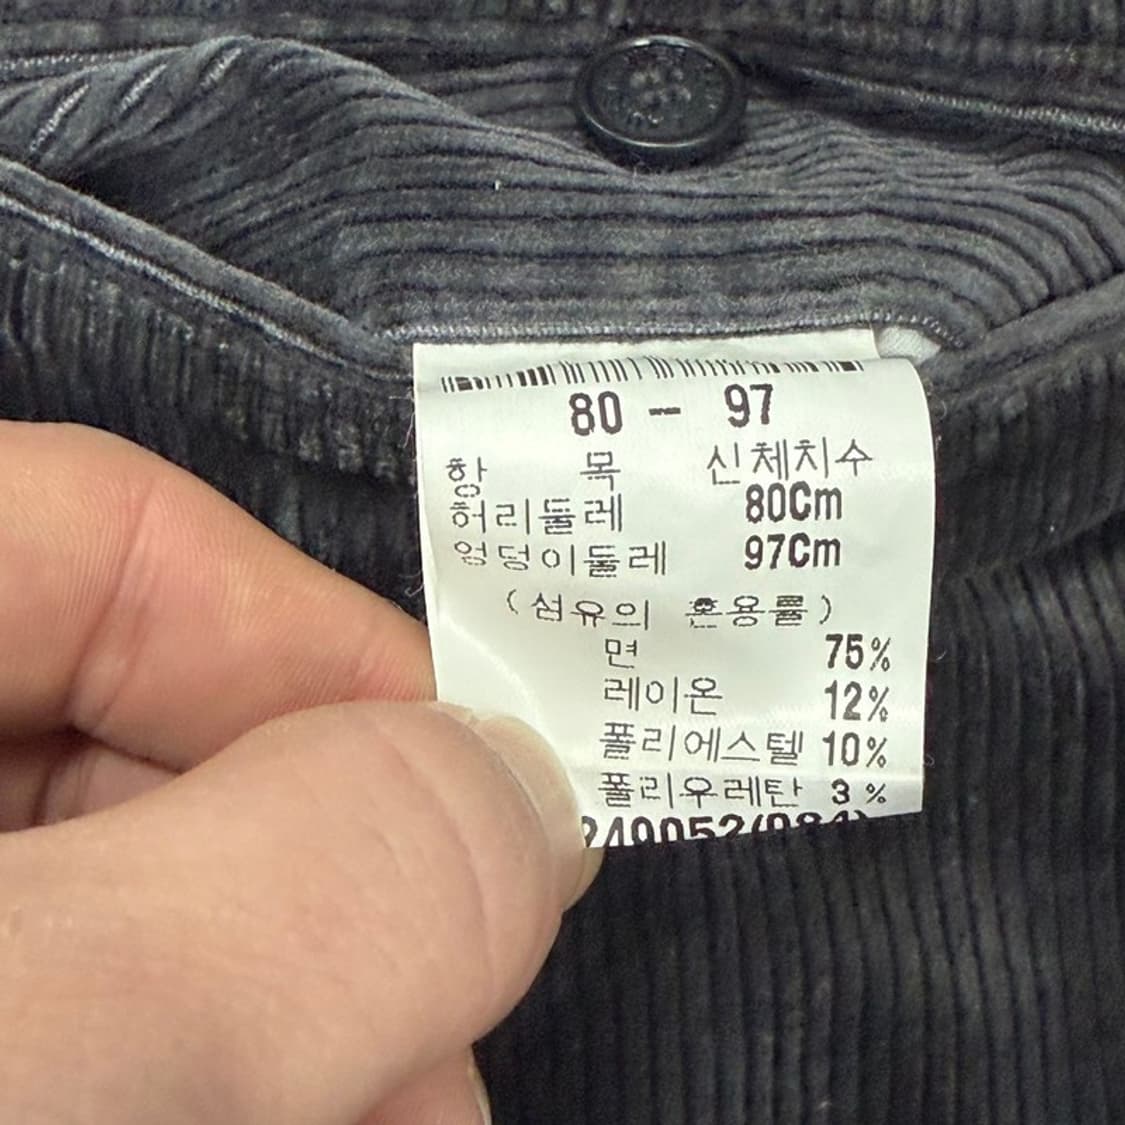 80 - 97
항 목 신체치수
허리둘레 80Cm
엉덩이둘레 97Cm
(섬유의 혼용률)
면 75%
레이온 12%
폴리에스텔 10%
폴리우레탄 3%